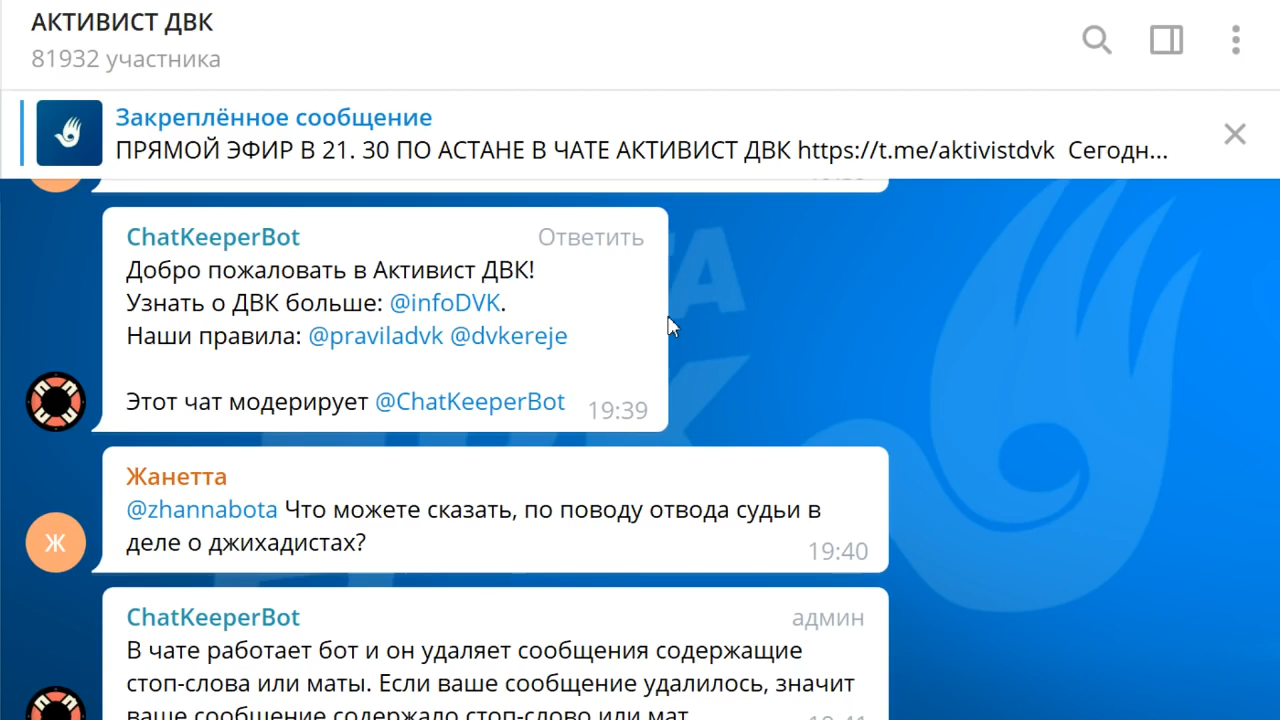 АКТИВИСТ ДВК
81932 участника
Закреплённое сообщение
ПРЯМОЙ ЭФИР В 21. 30 ПО АСТАНЕ В ЧАТЕ АКТИВИСТ ДВК https://t.me/aktivistdvk Сегодн...
ChatKeeperBot Ответить
Добро пожаловать в Активист ДВК!
Узнать о ДВК больше: @infoDVK.
Наши правила: @praviladvk @dvkereje
Этот чат модерирует @ChatKeeperBot 19:39
Жанетта
@zhannabota Что можете сказать, по поводу отвода судьи в
Ж деле о джихадистах? 19:40
ChatKeeperBot админ
В чате работает бот и он удаляет сообщения содержащие
стоп-слова или маты. Если ваше сообщение удалилось, значит
ваше сообщение содержало стоп-слово или мат